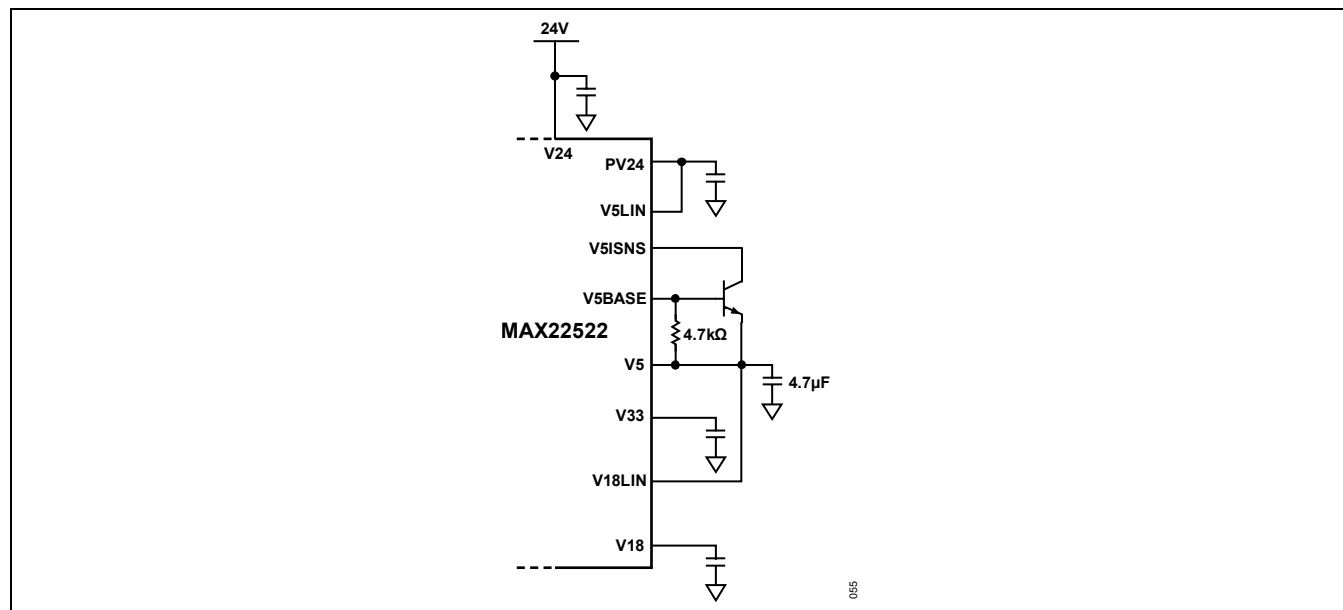 24V
V24
PV24
V5LIN
V5ISNS
V5BASE
MAX22522
4.7kΩ
V5
4.7µF
V33
V18LIN
V18
055